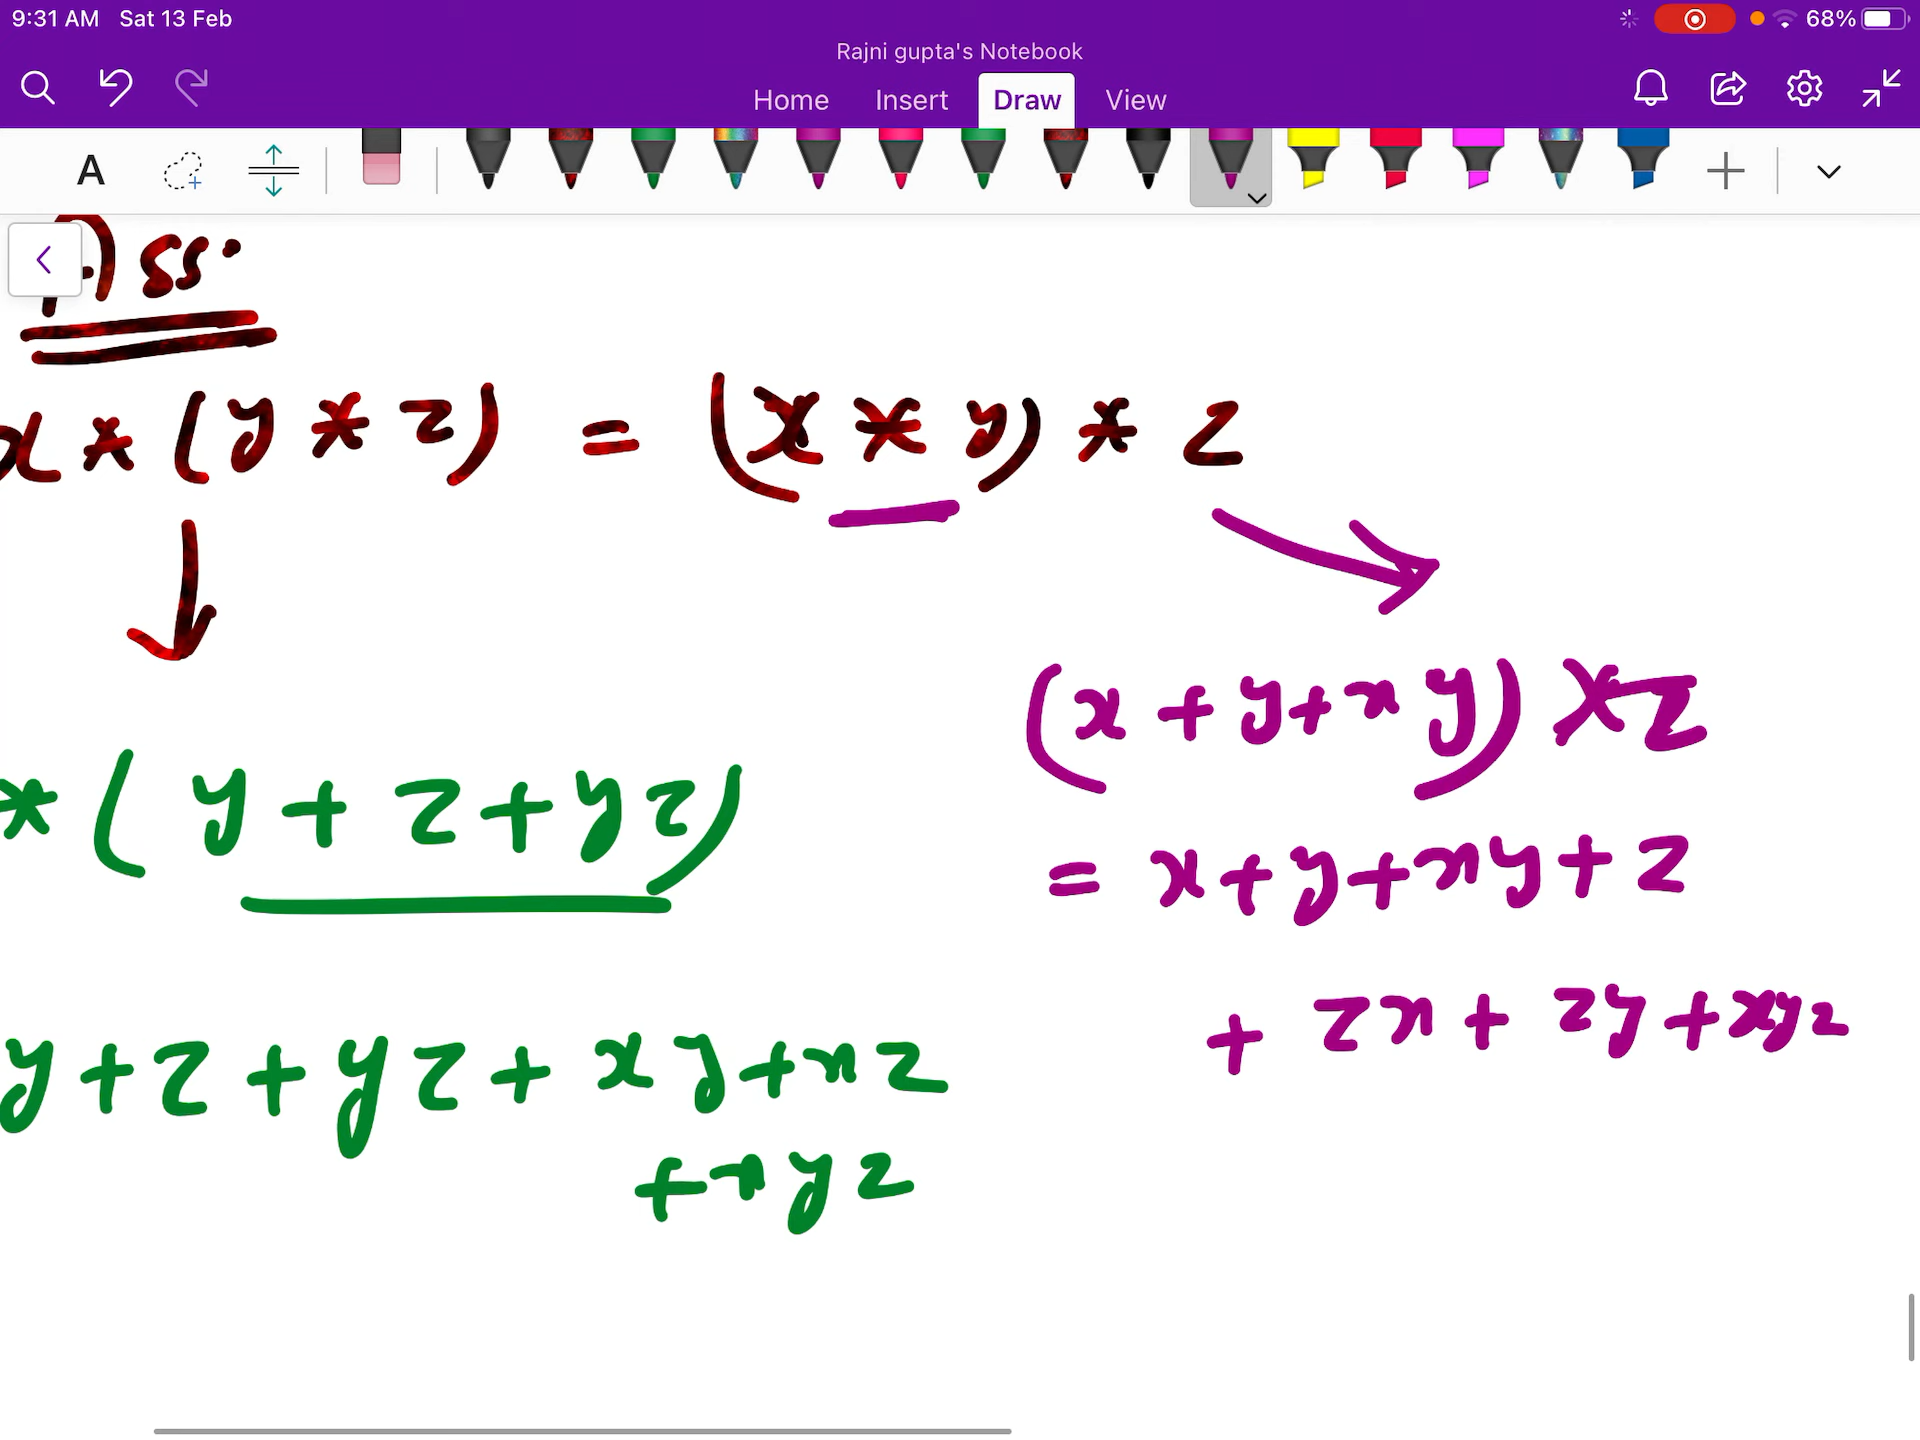 9:31 AM Sat 13 Feb
68%
Rajni gupta's Notebook
Home Insert Draw View
A
ss.
x * (y * z) = (x * y) * z
(x + y + xy) * z
* ( y + z + yz)
= x + y + xy + z
+ zx + zy + xyz
y + z + yz + xy + xz
+ xyz